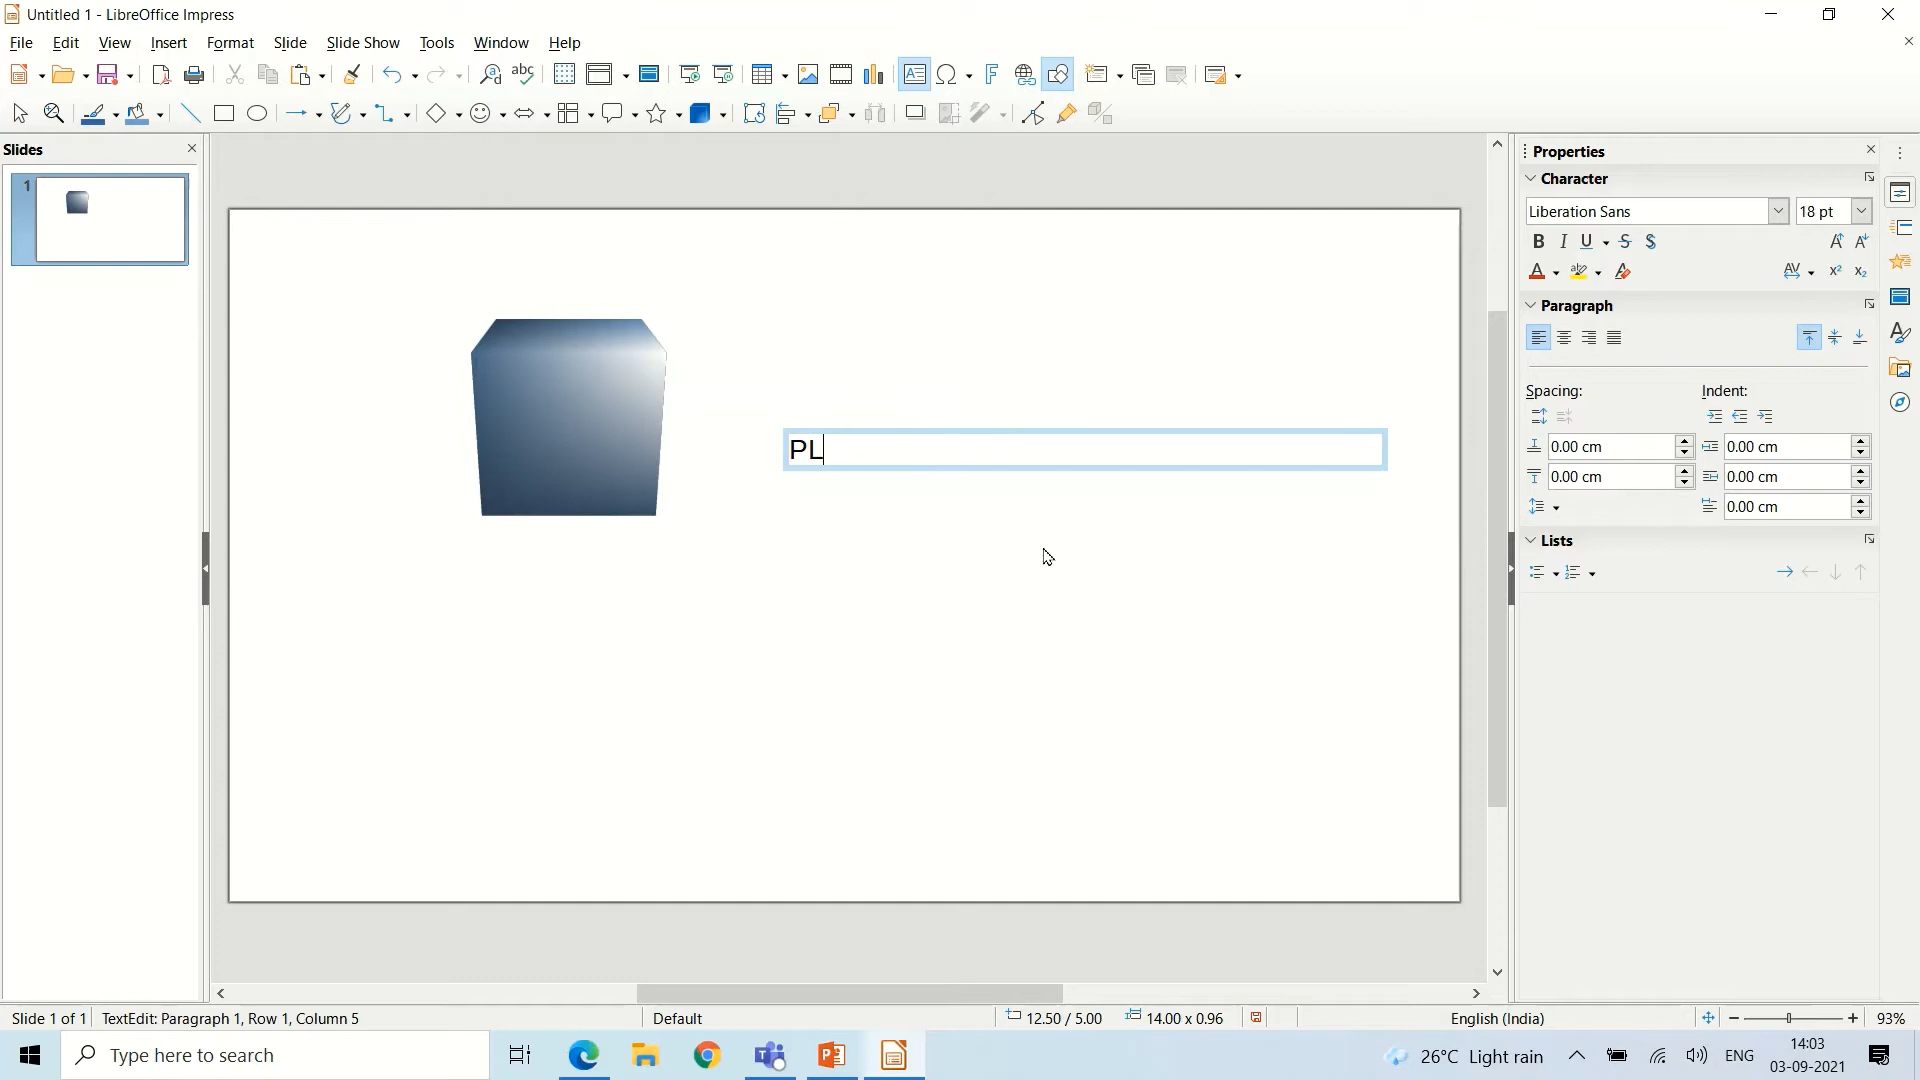 Untitled 1 - LibreOffice Impress
File Edit View Insert Format Slide Slide Show Tools Window Help
Slides
1
PL
Properties
Character
Liberation Sans 18 pt
Paragraph
Spacing: Indent:
0.00 cm 0.00 cm
0.00 cm 0.00 cm
0.00 cm
Lists
Slide 1 of 1 TextEdit: Paragraph 1, Row 1, Column 5 Default 12.50 / 5.00 14.00 x 0.96 English (India) 93%
Type here to search
26°C Light rain ENG
14:03
03-09-2021